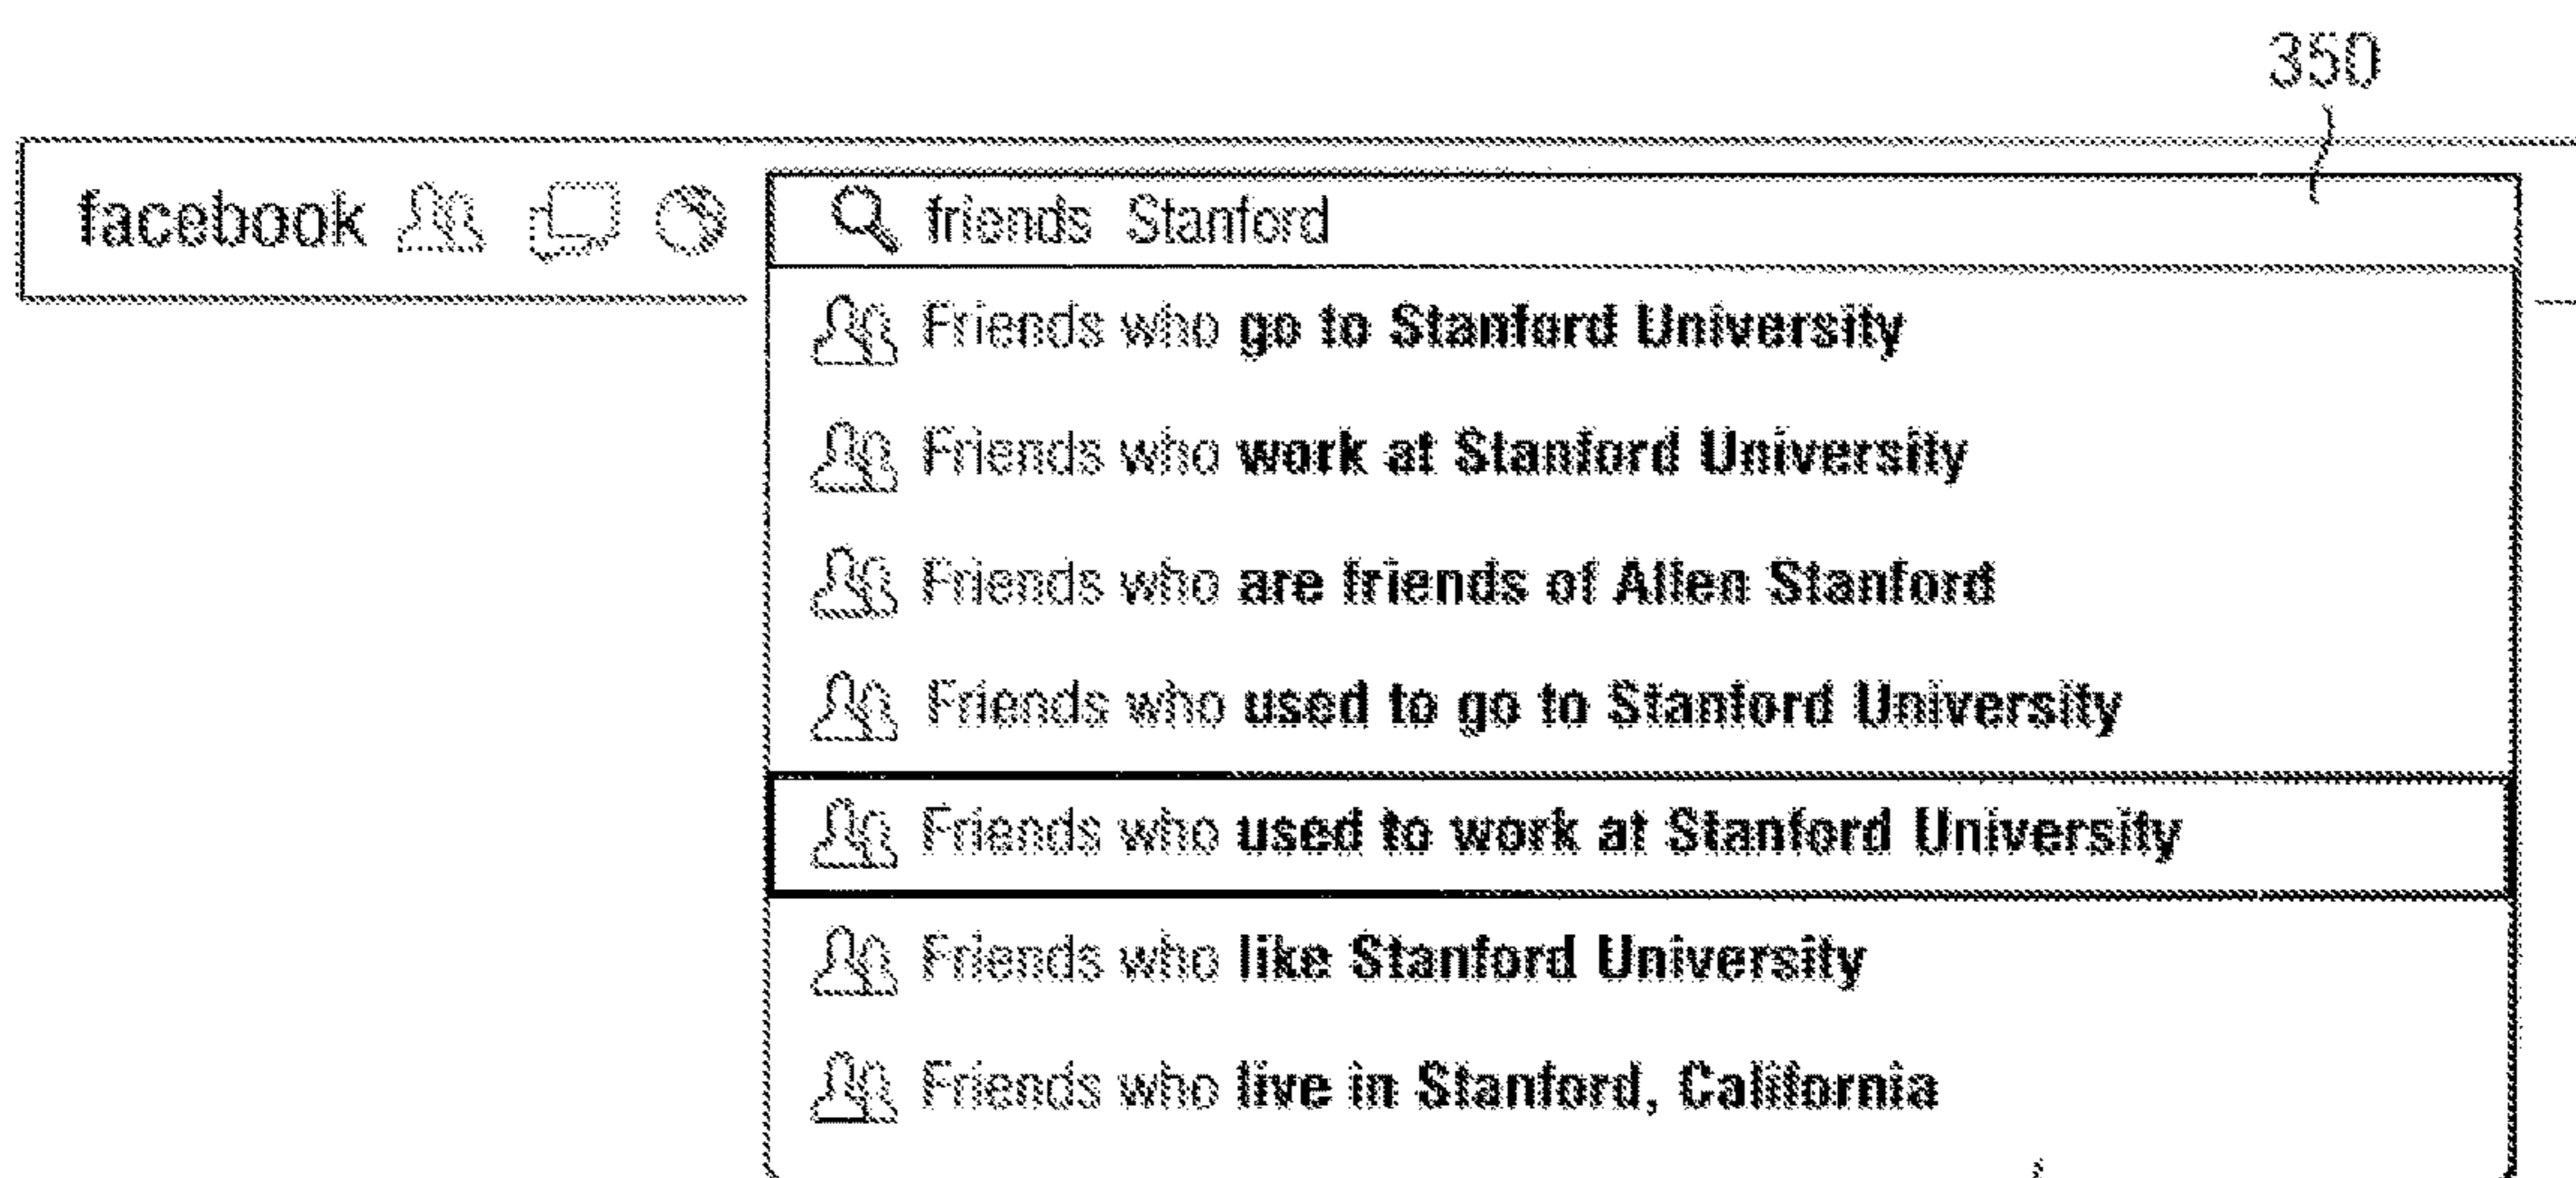 350
facebook friends Stanford
Friends who go to Stanford University
Friends who work at Stanford University
Friends who are friends of Allen Stanford
Friends who used to go to Stanford University
Friends who used to work at Stanford University
Friends who like Stanford University
Friends who live in Stanford, California